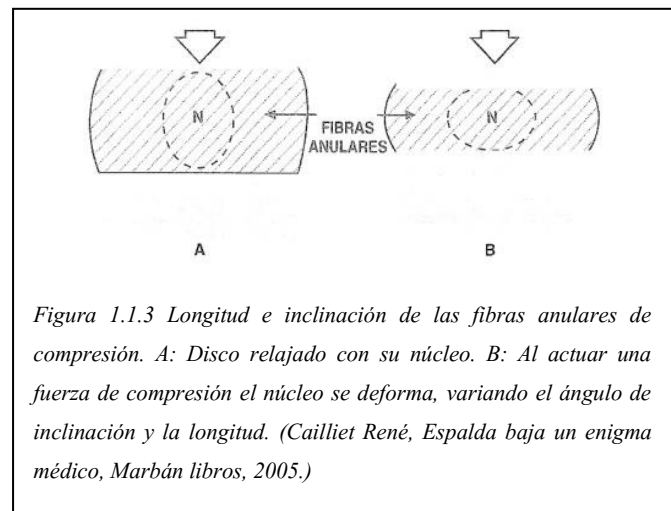 N
N
FIBRAS
ANULARES
A
B
Figura 1.1.3 Longitud e inclinación de las fibras anulares de
compresión. A: Disco relajado con su núcleo. B: Al actuar una
fuerza de compresión el núcleo se deforma, variando el ángulo de
inclinación y la longitud. (Cailliet René, Espalda baja un enigma
médico, Marbán libros, 2005.)